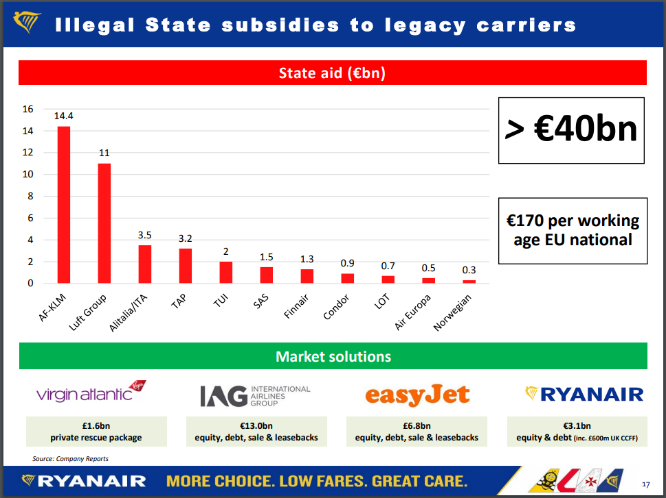 Illegal State subsidies to legacy carriers
State aid (€bn)
16
14
12
10
8
6
4
2
0
14.4
11
3.5
3.2
2
1.5
1.3
0.9
0.7
0.5
0.3
AF-KLM
Luft Group
Alitalia/ITA
TAP
TUI
SAS
Finnair
Condor
LOT
Air Europa
Norwegian
> €40bn
€170 per working
age EU national
Market solutions
virgin atlantic
£1.6bn
private rescue package
IAG INTERNATIONAL
AIRLINES
GROUP
€13.0bn
equity, debt, sale & leasebacks
easyJet
£6.8bn
equity, debt, sale & leasebacks
RYANAIR
€3.1bn
equity & debt (inc. £600m UK CCFF)
Source: Company Reports
RYANAIR MORE CHOICE. LOW FARES. GREAT CARE.
17